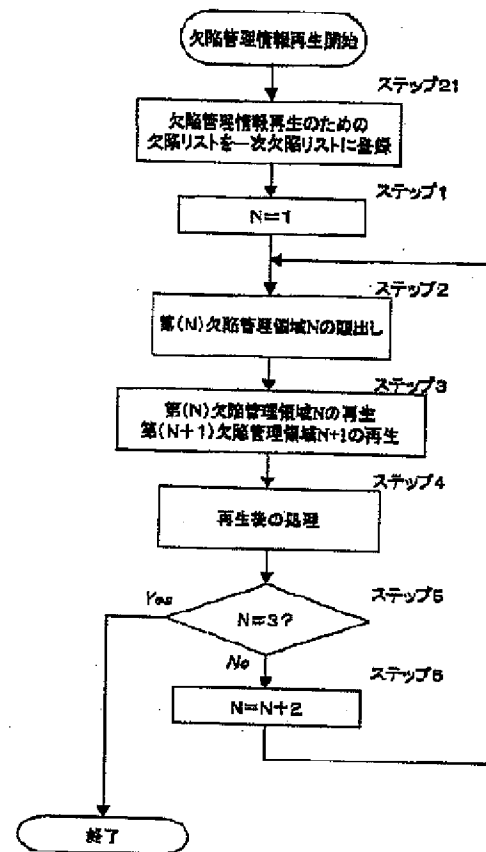 欠陥管理情報再生開始
ステップ21
欠陥管理情報再生のための
欠陥リストを一次欠陥リストに登録
ステップ1
N=1
ステップ2
第(N)欠陥管理領域Nの頭出し
ステップ3
第(N)欠陥管理領域Nの再生
第(N+1)欠陥管理領域N+1の再生
ステップ4
再生後の処理
ステップ5
Yes
N=3?
No
ステップ6
N=N+2
終了